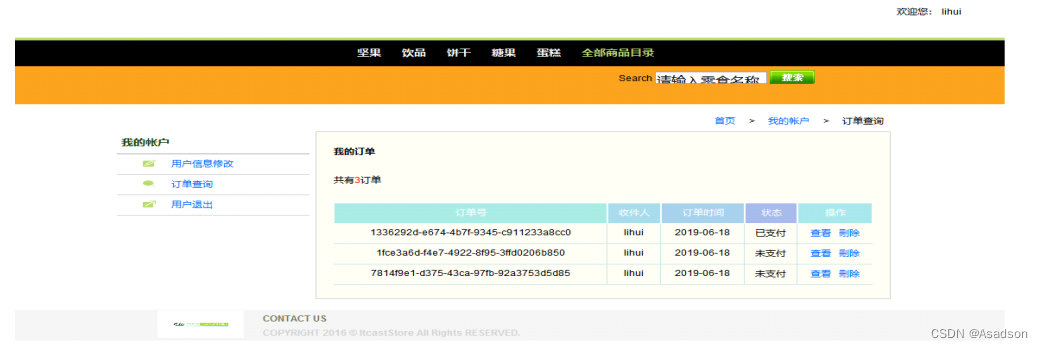 欢迎您： lihui
坚果 饮品 饼干 糖果 蛋糕 全部商品目录
Search 请输入零食名称 搜索
首页 > 我的帐户 > 订单查询
我的帐户
用户信息修改
订单查询
用户退出
我的订单
共有3订单
订单号 收件人 订单时间 状态 操作
1336292d-e674-4b7f-9345-c911233a8cc0 lihui 2019-06-18 已支付 查看 删除
1fce3a6d-f4e7-4922-8f95-3ffd0206b850 lihui 2019-06-18 未支付 查看 删除
7814f9e1-d375-43ca-97fb-92a3753d5d85 lihui 2019-06-18 未支付 查看 删除
CONTACT US
COPYRIGHT 2016 © ItcastStore All Rights RESERVED.
CSDN @Asadson